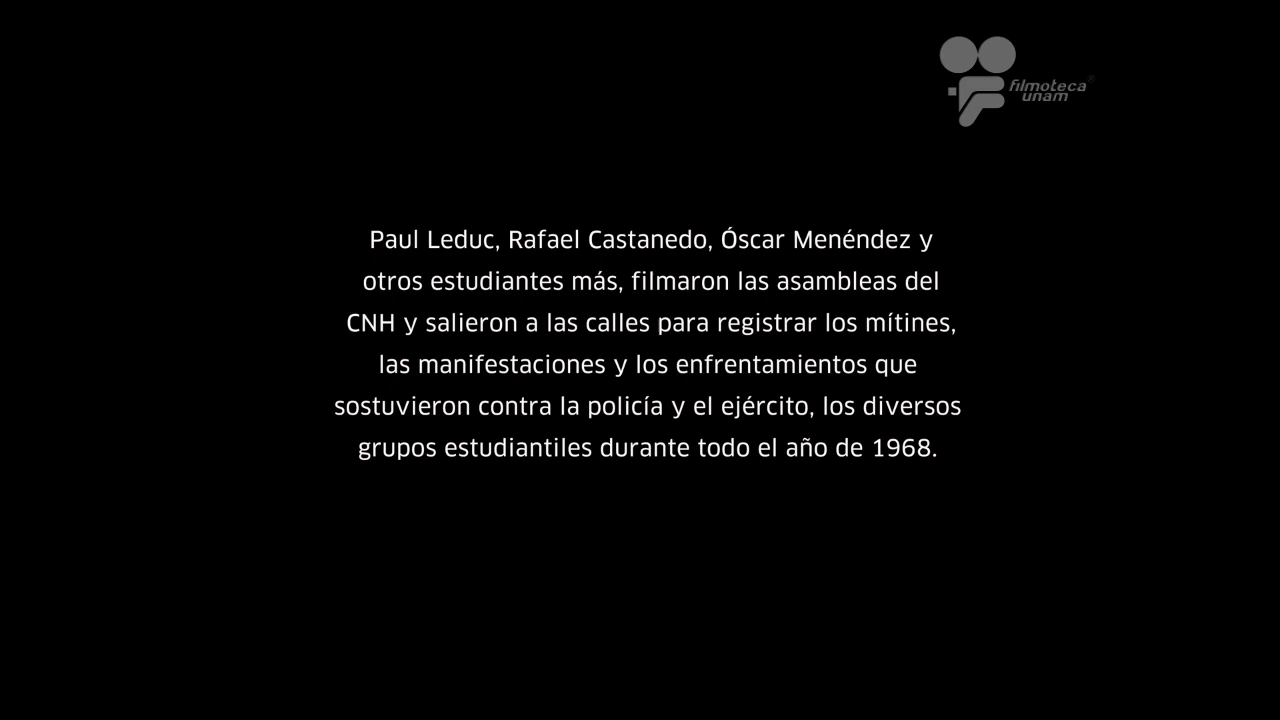 filmoteca
unam
Paul Leduc, Rafael Castanedo, Óscar Menéndez y
otros estudiantes más, filmaron las asambleas del
CNH y salieron a las calles para registrar los mítines,
las manifestaciones y los enfrentamientos que
sostuvieron contra la policía y el ejército, los diversos
grupos estudiantiles durante todo el año de 1968.